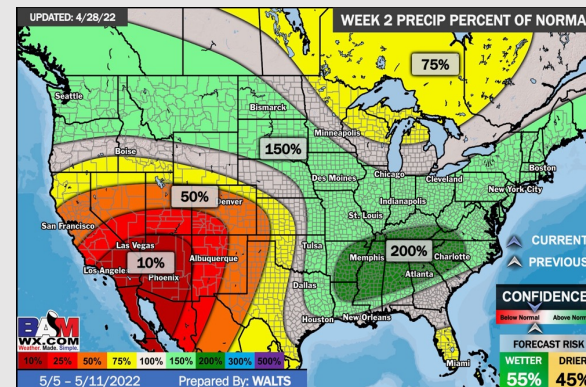 UPDATED: 4/28/22
WEEK 2 PRECIP PERCENT OF NORMA
75%
Seattle
Bismarck
Minneapolis
150%
Boise
Chicago
Cleveland
Boston
Des Moines
New York City
50%
Denver
Indianapolis
St. Louis
San Francisco
Las Vegas
200%
Tulsa
Memphis
Charlotte
10%
Albuquerque
Los Angele
Phoenix
Atlanta
Dallas
CURRENT
PREVIOUS
CONFIDENCE
Houston
New Orleans
Below Normal
Above Norm
BAM
WX.COM
Weather. Made. Simple.
FORECAST RISK
10% 25% 50% 75% 100% 150% 200% 300% 500%
Miami
WETTER
DRIER
55%
45%
5/5 – 5/11/2022
Prepared By: WALTS